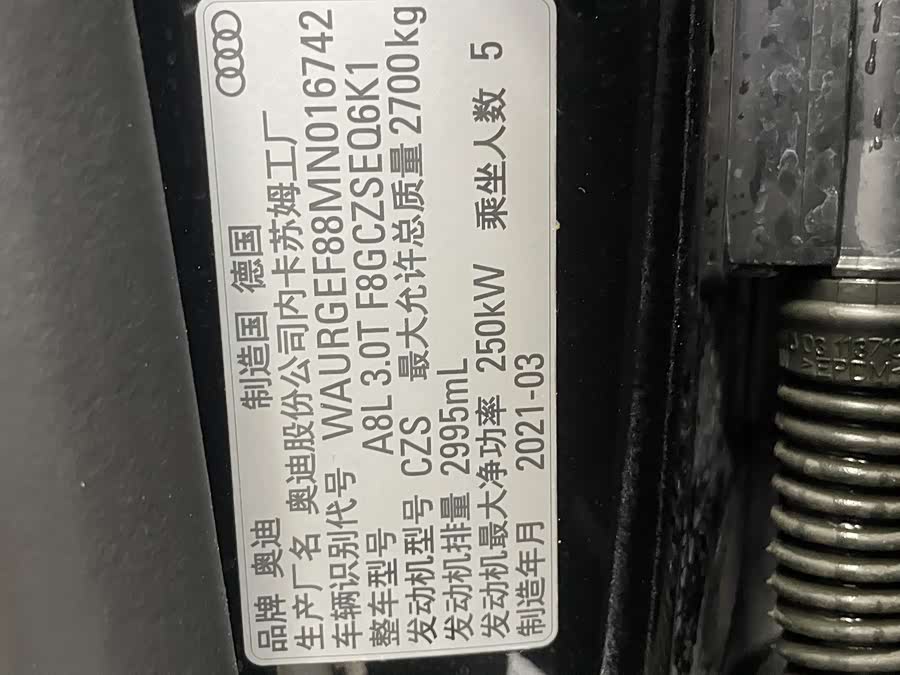 品牌 奥迪 制造国 德国
生产厂名 奥迪股份公司内卡苏姆工厂
车辆识别代号 WAURGEF88MN016742
整车型号 A8L 3.0T F8GCZSEQ6K1
发动机型号 CZS 最大允许总质量 2700kg
发动机排量 2995mL
发动机最大净功率 250kW 乘坐人数 5
制造年月 2021-03
>EPDM<